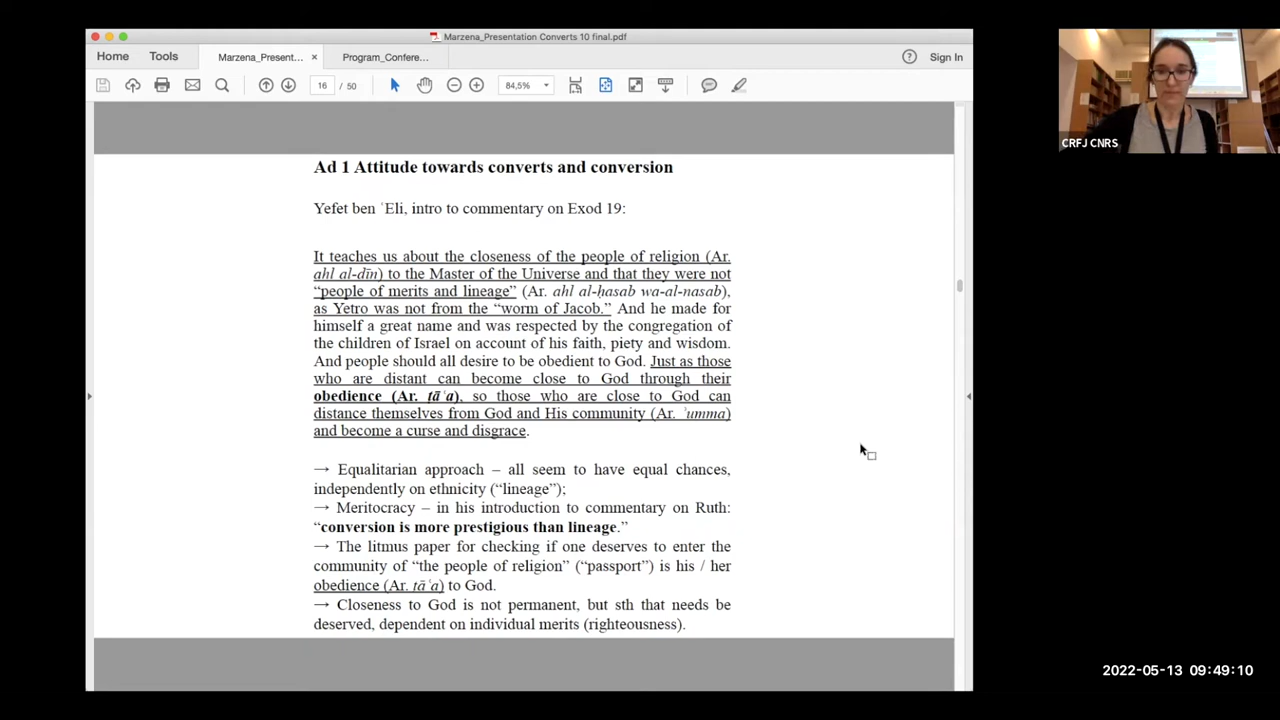 Marzena_Presentation Converts 10 final.pdf
Home Tools Marzena_Present... × Program_Confere... ? Sign In
16 / 50 84,5%
Ad 1 Attitude towards converts and conversion
Yefet ben ʿEli, intro to commentary on Exod 19:
It teaches us about the closeness of the people of religion (Ar.
ahl al-dīn) to the Master of the Universe and that they were not
“people of merits and lineage” (Ar. ahl al-ḥasab wa-al-nasab),
as Yetro was not from the “worm of Jacob.” And he made for
himself a great name and was respected by the congregation of
the children of Israel on account of his faith, piety and wisdom.
And people should all desire to be obedient to God. Just as those
who are distant can become close to God through their
obedience (Ar. ṭāʿa), so those who are close to God can
distance themselves from God and His community (Ar. ʾumma)
and become a curse and disgrace.
→ Equalitarian approach – all seem to have equal chances,
independently on ethnicity (“lineage”);
→ Meritocracy – in his introduction to commentary on Ruth:
“conversion is more prestigious than lineage.”
→ The litmus paper for checking if one deserves to enter the
community of “the people of religion” (“passport”) is his / her
obedience (Ar. ṭāʿa) to God.
→ Closeness to God is not permanent, but sth that needs be
deserved, dependent on individual merits (righteousness).
CRFJ CNRS
2022-05-13 09:49:10